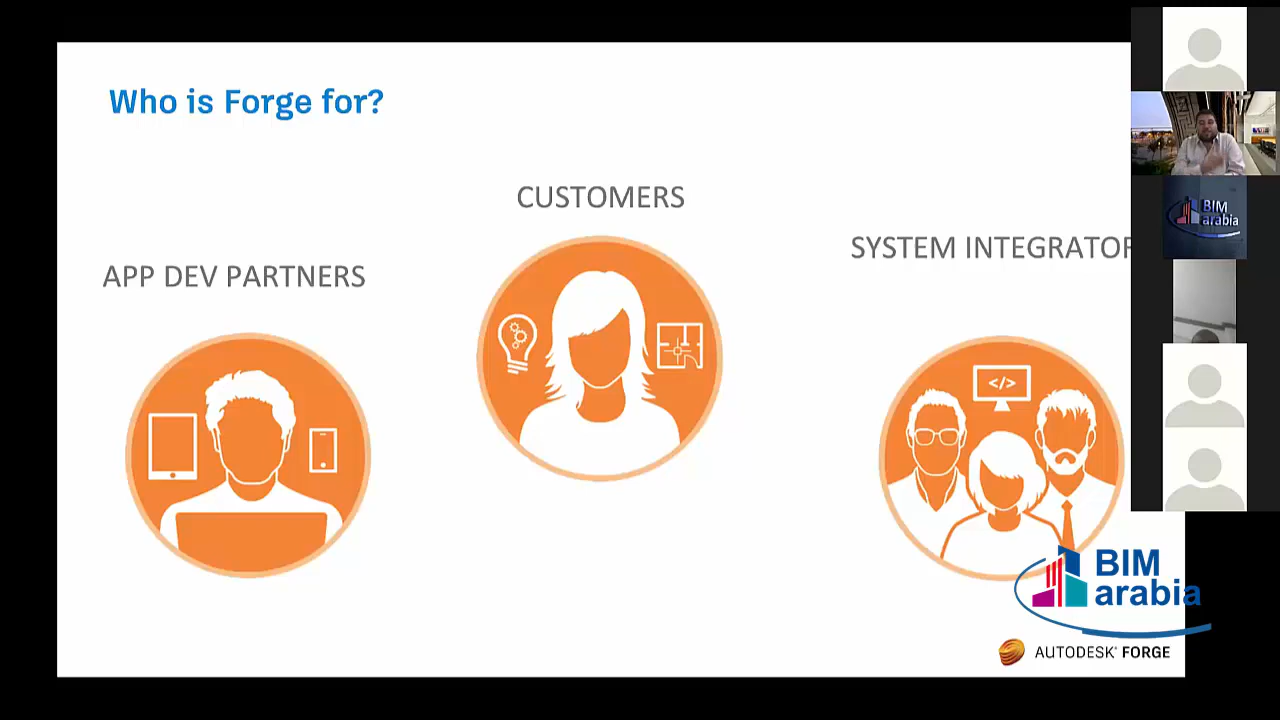 Who is Forge for?
CUSTOMERS
SYSTEM INTEGRATOR
APP DEV PARTNERS
</>
BIM
arabia
BIM
arabia
AUTODESK® FORGE